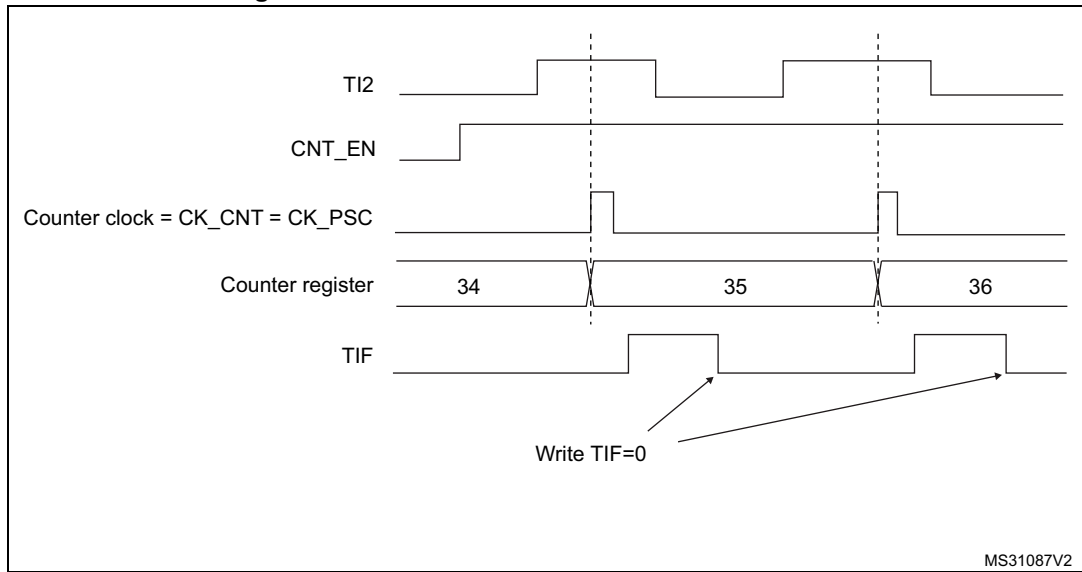 TI2
CNT_EN
Counter clock = CK_CNT = CK_PSC
Counter register 34 35 36
TIF
Write TIF=0
MS31087V2